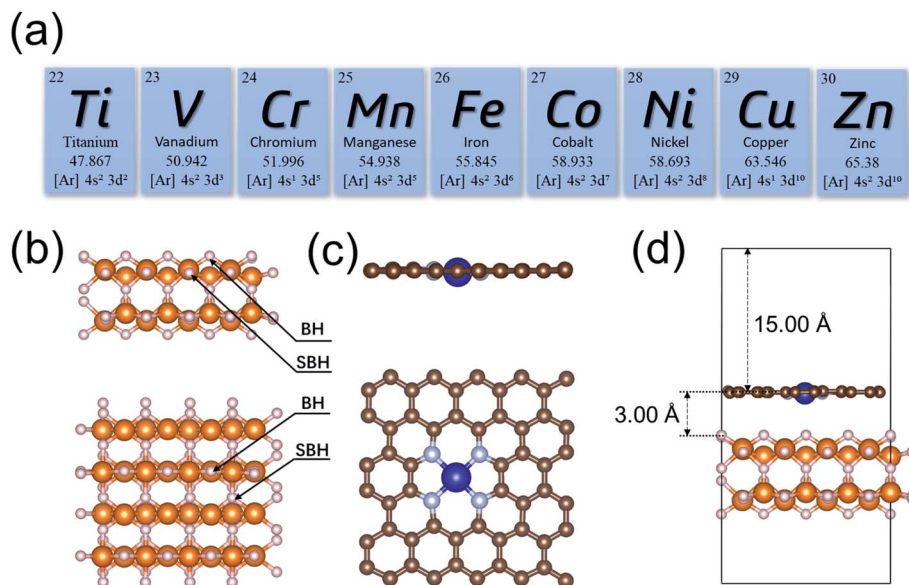 (a)
22
Ti
Titanium
47.867
[Ar] 4s² 3d²
23
V
Vanadium
50.942
[Ar] 4s² 3d³
24
Cr
Chromium
51.996
[Ar] 4s¹ 3d⁵
25
Mn
Manganese
54.938
[Ar] 4s² 3d⁵
26
Fe
Iron
55.845
[Ar] 4s² 3d⁶
27
Co
Cobalt
58.933
[Ar] 4s² 3d⁷
28
Ni
Nickel
58.693
[Ar] 4s² 3d⁸
29
Cu
Copper
63.546
[Ar] 4s¹ 3d¹⁰
30
Zn
Zinc
65.38
[Ar] 4s² 3d¹⁰
(b)
BH
SBH
BH
SBH
(c)
(d)
15.00 Å
3.00 Å